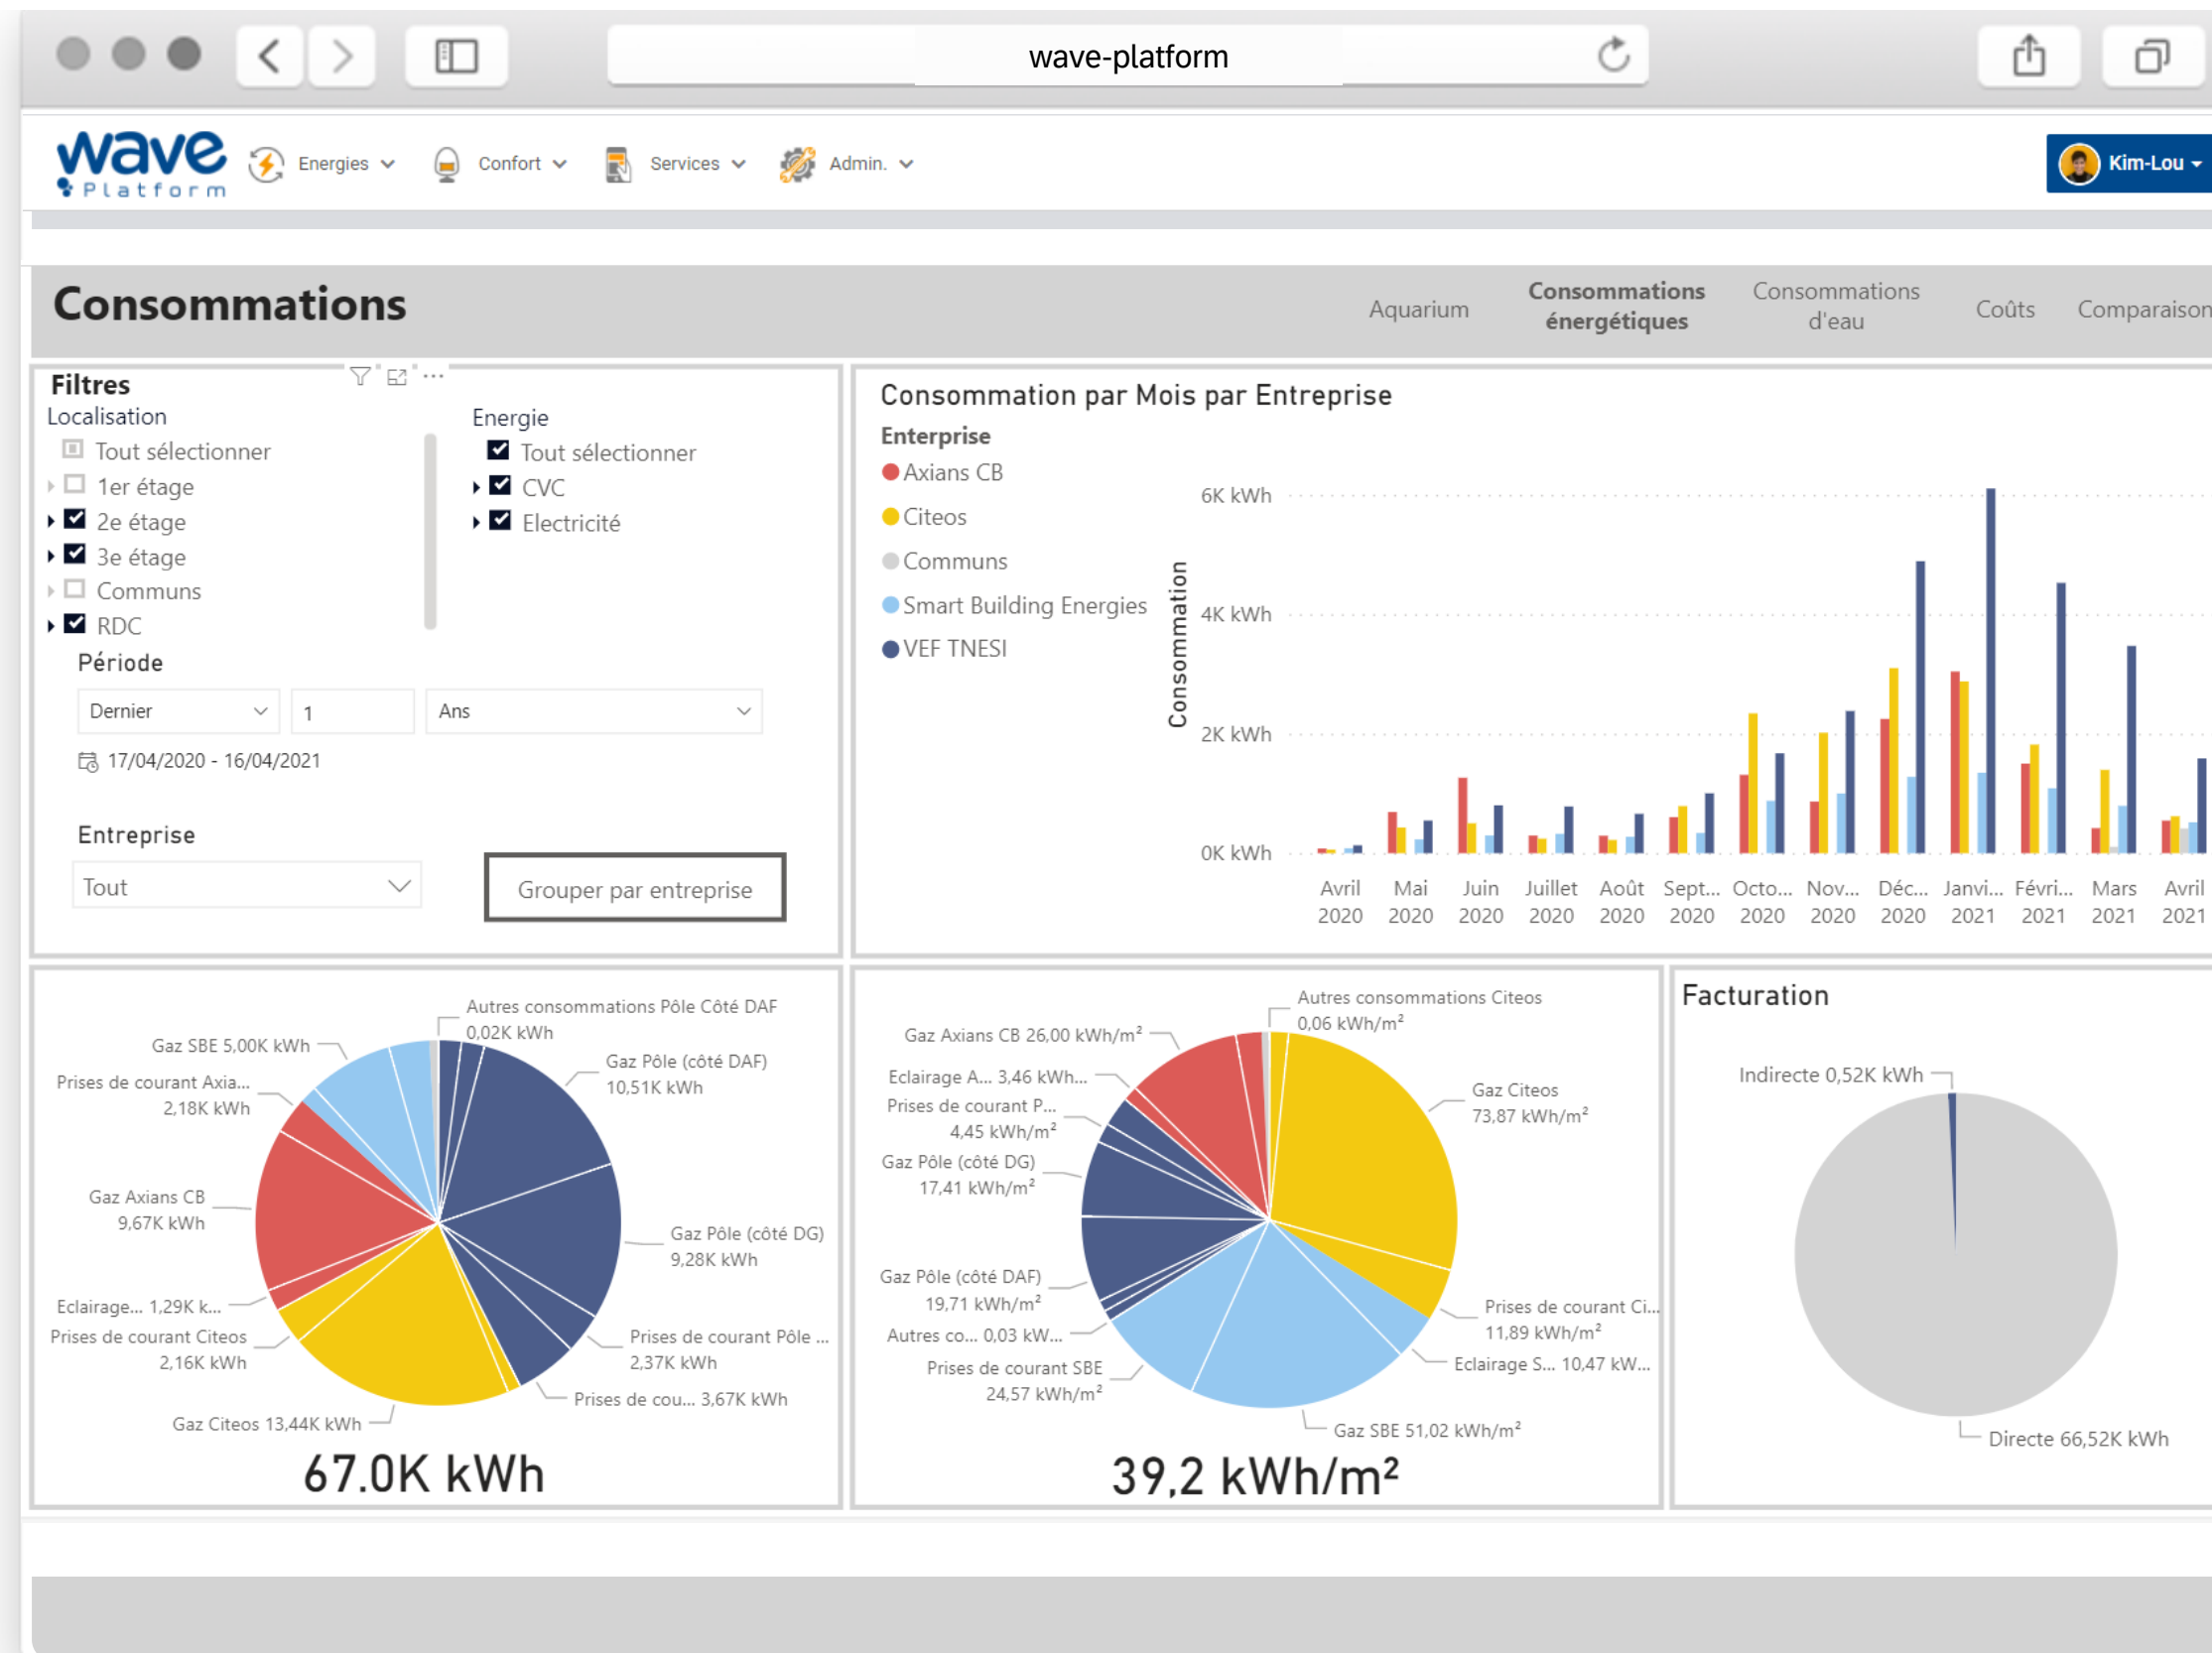 wave-platform
wave
Platform
Energies
Confort
Services
Admin.
Kim-Lou
Consommations
Aquarium
Consommations
énergétiques
Consommations
d'eau
Coûts
Comparaison
Filtres
Localisation
Tout sélectionner
1er étage
2e étage
3e étage
Communs
RDC
Energie
Tout sélectionner
CVC
Electricité
Période
Dernier
1
Ans
17/04/2020 - 16/04/2021
Entreprise
Tout
Grouper par entreprise
Consommation par Mois par Entreprise
Enterprise
Axians CB
Citeos
Communs
Smart Building Energies
VEF TNESI
Consommation
6K kWh
4K kWh
2K kWh
0K kWh
Avril Mai Juin Juillet Août Sept... Octo... Nov... Déc... Janvi... Févri... Mars Avril
2020 2020 2020 2020 2020 2020 2020 2020 2020 2021 2021 2021 2021
Autres consommations Pôle Côté DAF
0,02K kWh
Gaz Pôle (côté DAF)
10,51K kWh
Gaz Pôle (côté DG)
9,28K kWh
Prises de courant Pôle ...
2,37K kWh
Prises de cou... 3,67K kWh
Gaz Citeos 13,44K kWh
Prises de courant Citeos
2,16K kWh
Eclairage... 1,29K k...
Gaz Axians CB
9,67K kWh
Prises de courant Axia...
2,18K kWh
Gaz SBE 5,00K kWh
67.0K kWh
Autres consommations Citeos
0,06 kWh/m²
Gaz Citeos
73,87 kWh/m²
Prises de courant Ci...
11,89 kWh/m²
Eclairage S... 10,47 kW...
Gaz SBE 51,02 kWh/m²
Prises de courant SBE
24,57 kWh/m²
Autres co... 0,03 kW...
Gaz Pôle (côté DAF)
19,71 kWh/m²
Gaz Pôle (côté DG)
17,41 kWh/m²
Prises de courant P...
4,45 kWh/m²
Eclairage A... 3,46 kWh...
Gaz Axians CB 26,00 kWh/m²
39,2 kWh/m²
Facturation
Indirecte 0,52K kWh
Directe 66,52K kWh